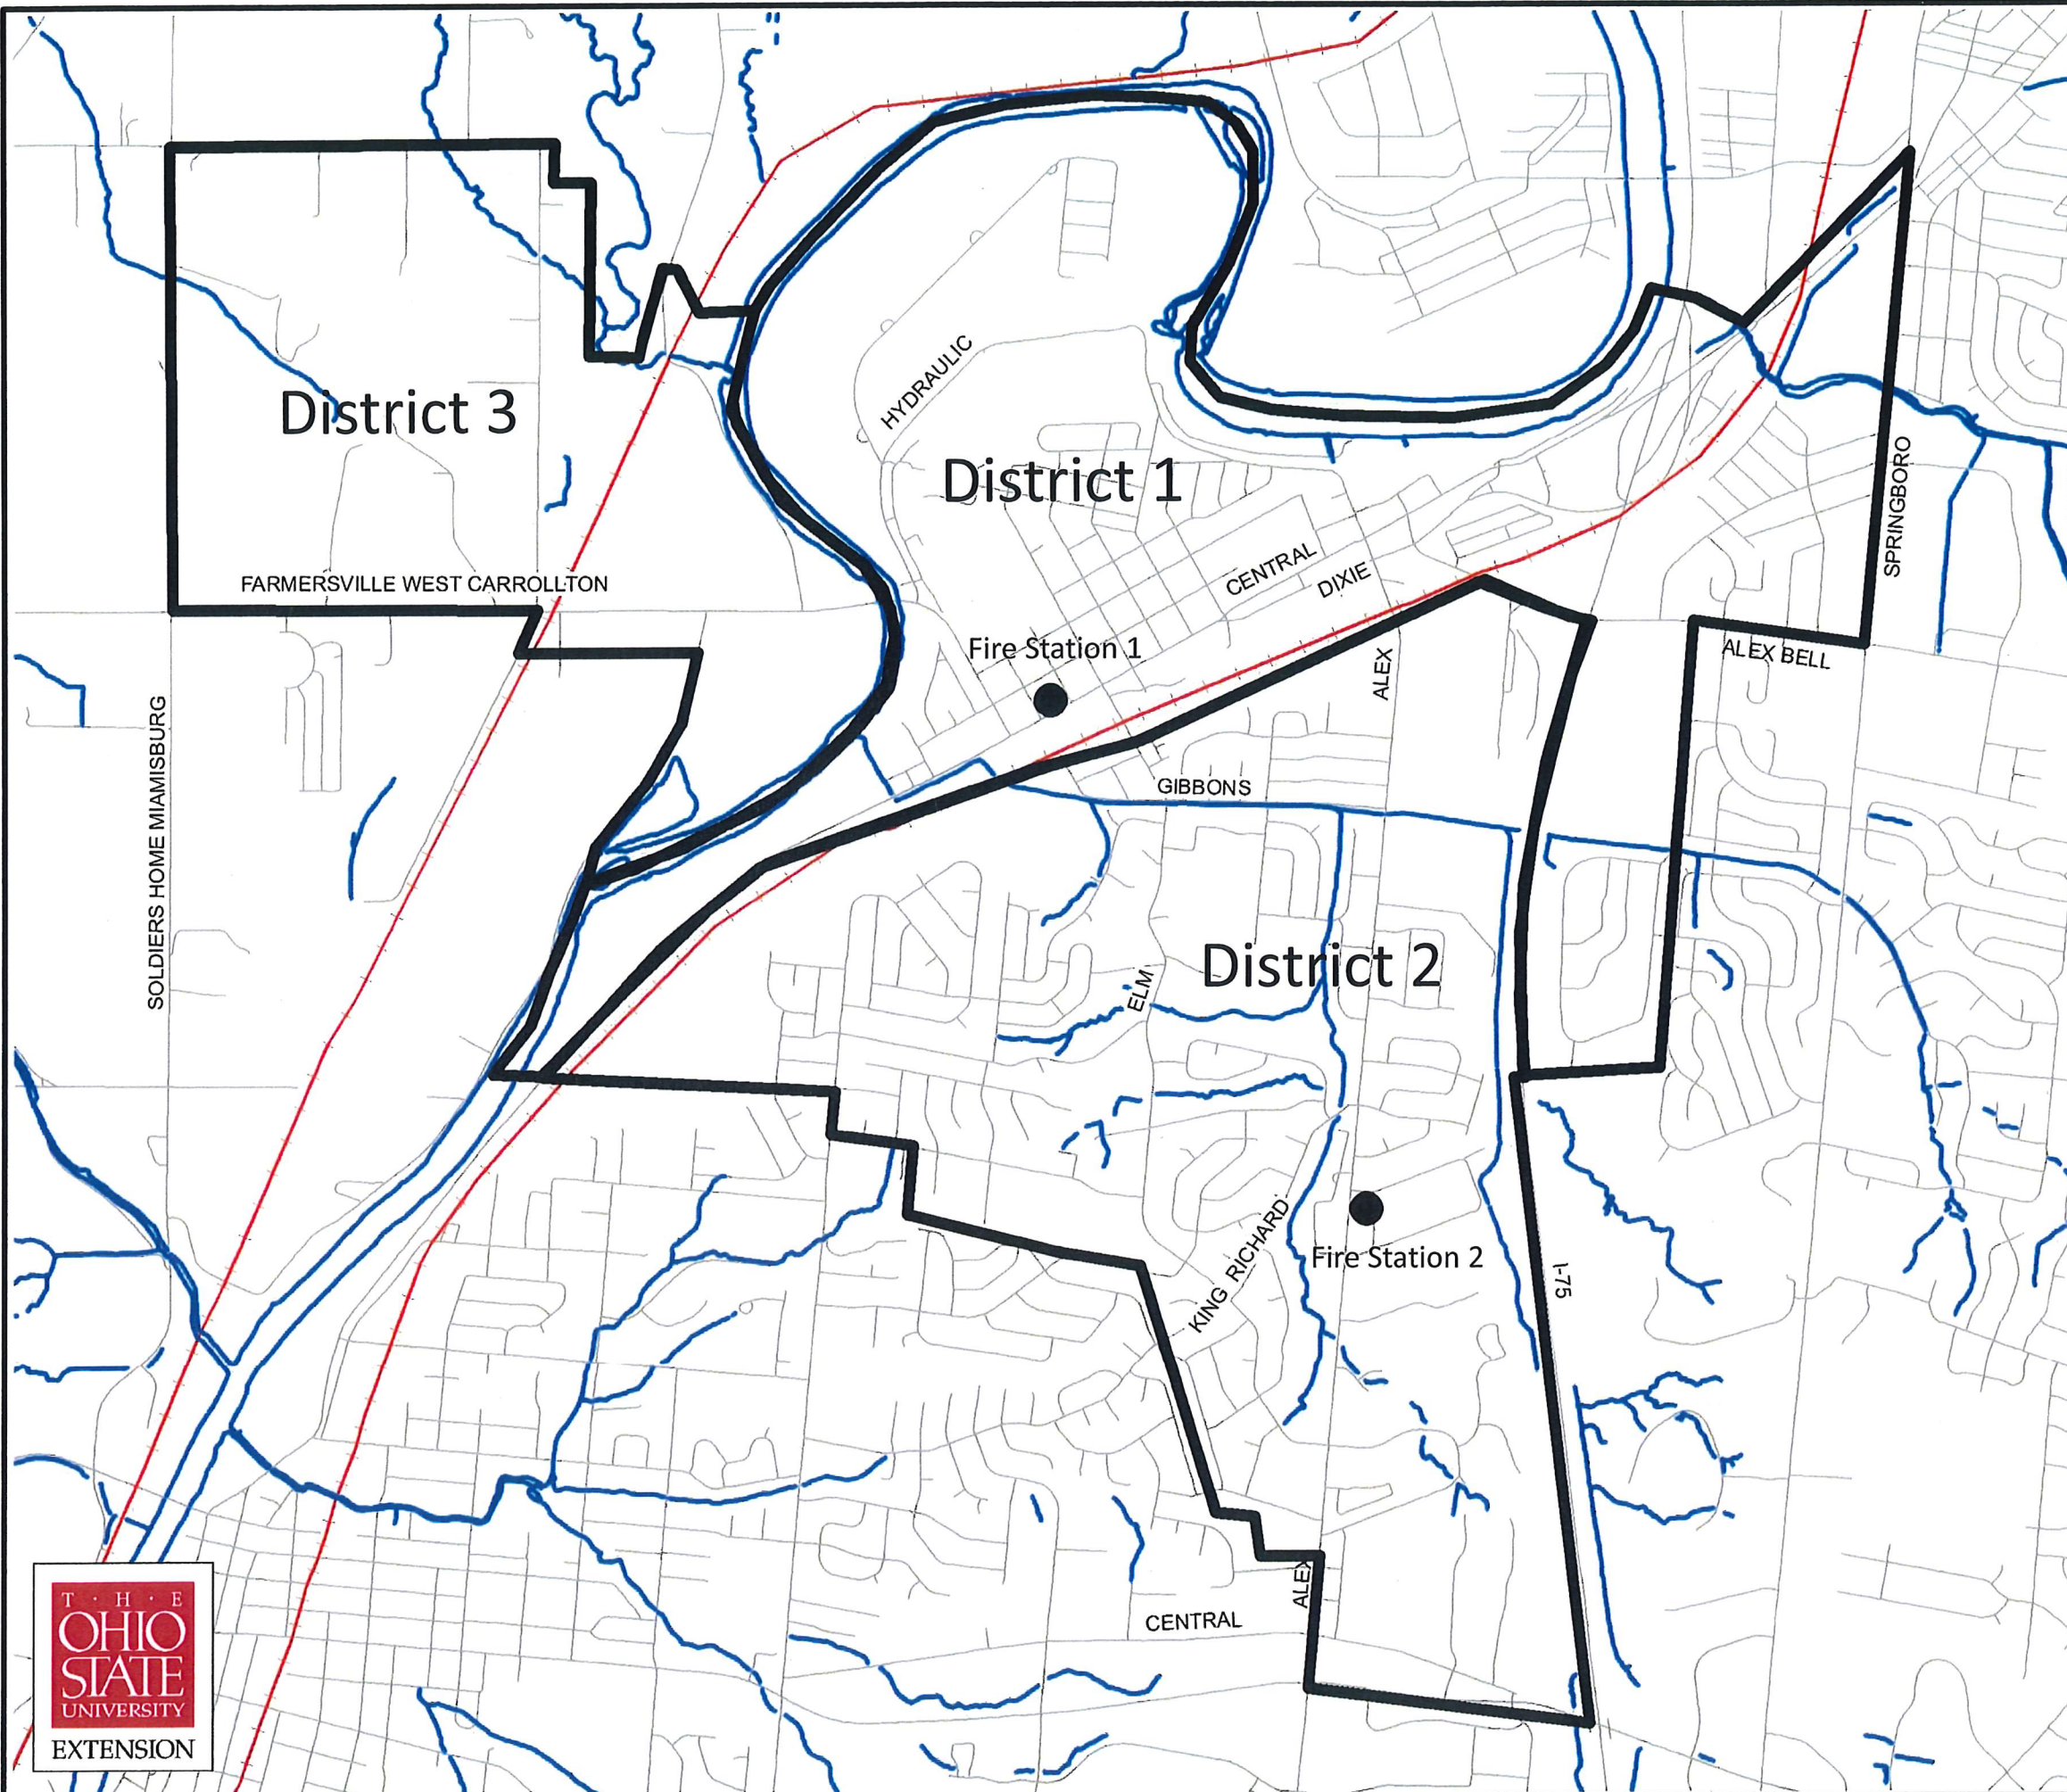 District 3
HYDRAULIC
District 1
SPRINGBORO
CENTRAL
DIXIE
FARMERSVILLE WEST CARROLLTON
Fire Station 1
ALEX
ALEX BELL
SOLDIERS HOME MIAMISBURG
GIBBONS
District 2
ELM
KING RICHARD
Fire Station 2
I-75
ALEX
CENTRAL
T · H · E
OHIO
STATE
UNIVERSITY
EXTENSION